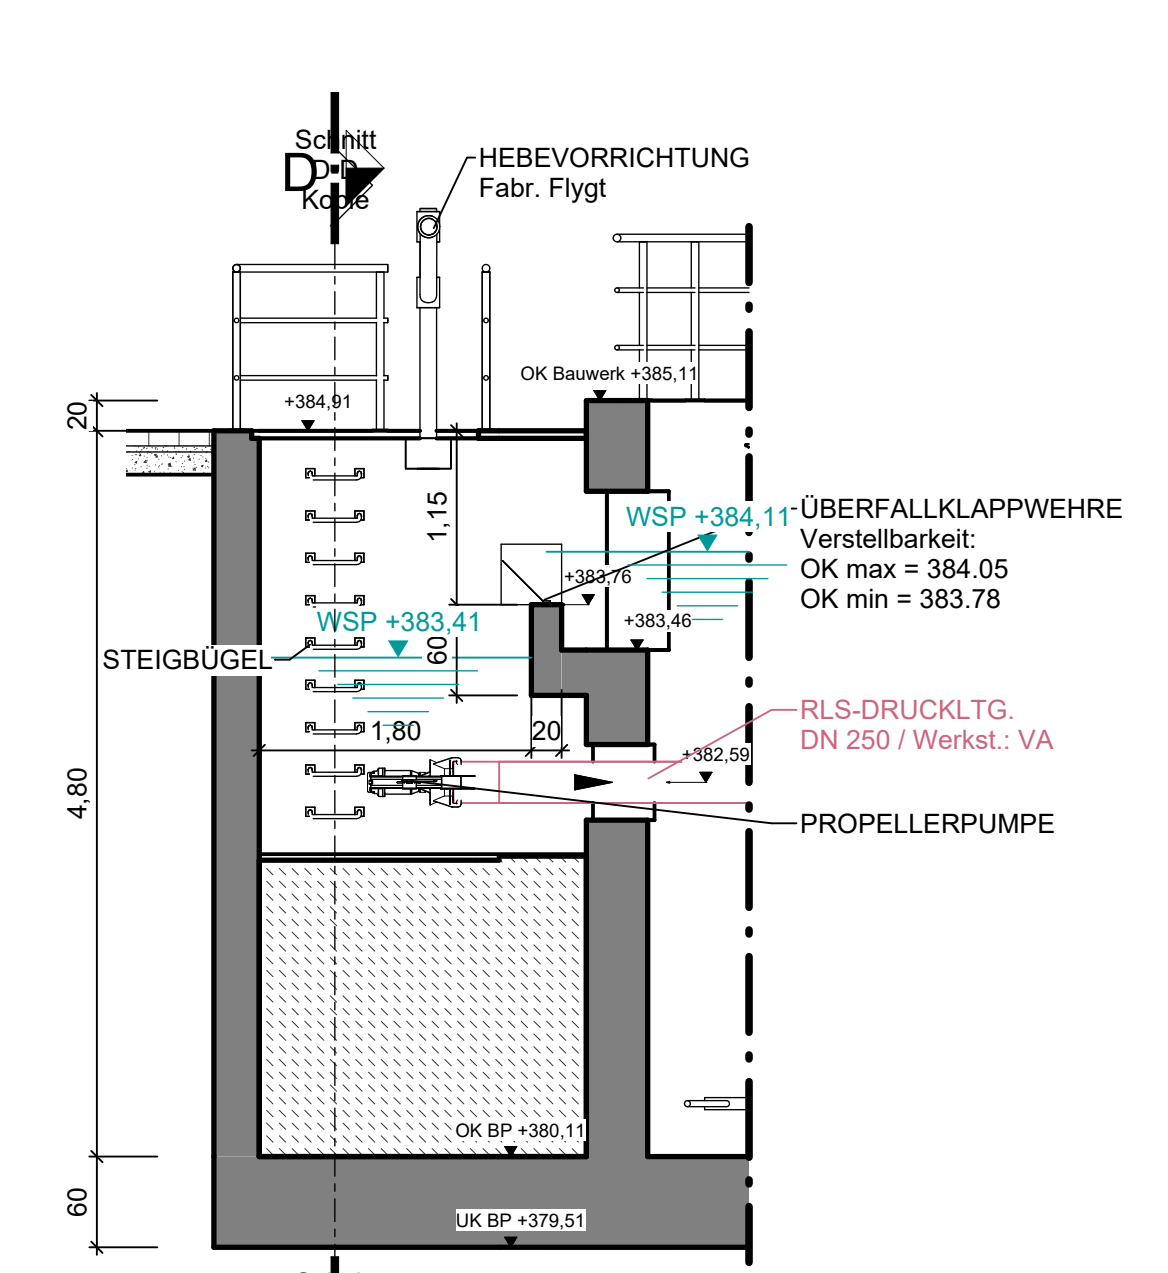 Schnitt
D
D-D
Kopie
HEBEVORRICHTUNG
Fabr. Flygt
OK Bauwerk +385,11
+384,91
20
1,15
WSP +384,11
ÜBERFALLKLAPPWEHRE
Verstellbarkeit:
OK max = 384.05
OK min = 383.78
+383,76
WSP +383,41
+383,46
60
STEIGBÜGEL
1,80
20
RLS-DRUCKLTG.
DN 250 / Werkst.: VA
+382,59
4,80
PROPELLERPUMPE
OK BP +380,11
60
UK BP +379,51